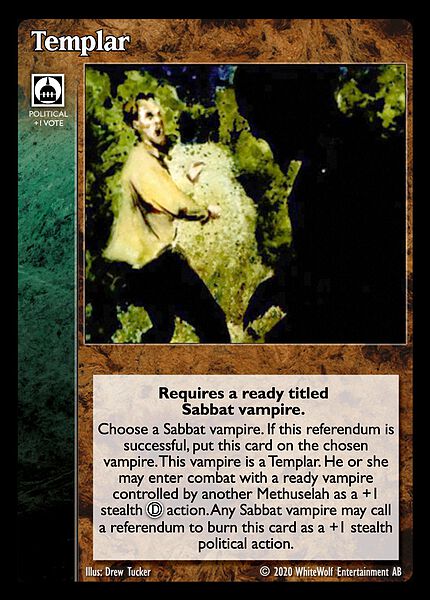 Templar
POLITICAL
+1 VOTE
Requires a ready titled
Sabbat vampire.
Choose a Sabbat vampire. If this referendum is
successful, put this card on the chosen
vampire. This vampire is a Templar. He or she
may enter combat with a ready vampire
controlled by another Methuselah as a +1
stealth Ⓓ action. Any Sabbat vampire may call
a referendum to burn this card as a +1 stealth
political action.
Illus: Drew Tucker © 2020 WhiteWolf Entertainment AB